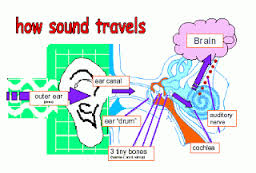 how sound travels
Brain
ear canal
outer ear
ear "drum"
auditory
nerve
cochlea
3 tiny bones